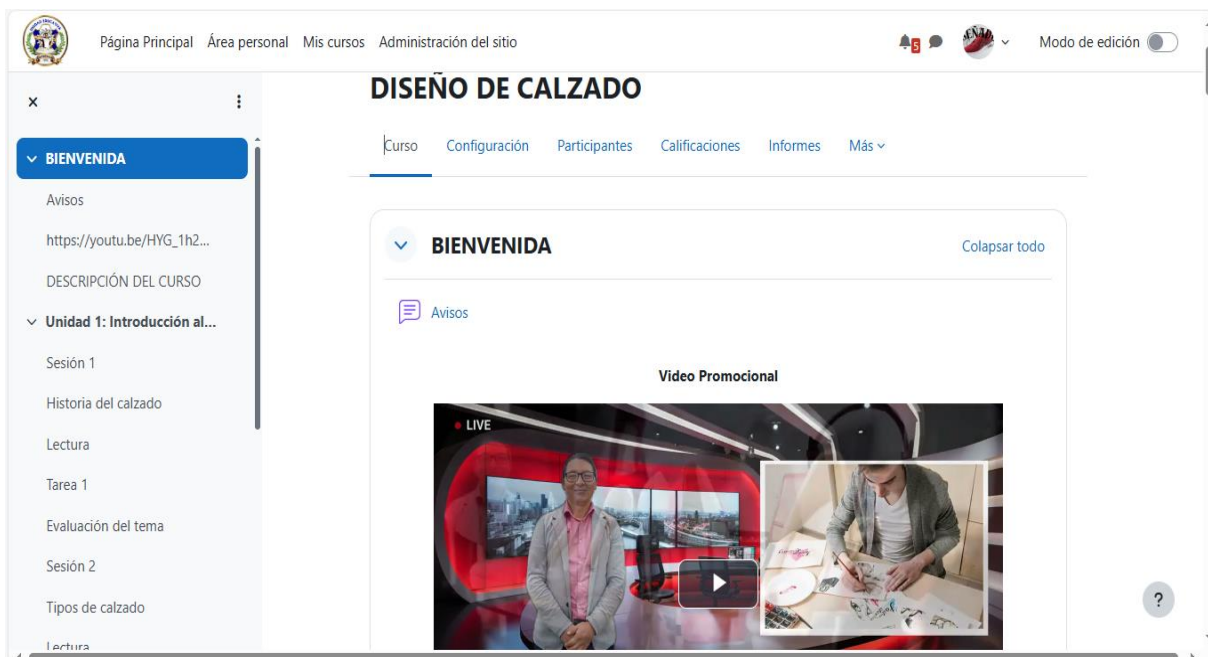 Página Principal Área personal Mis cursos Administración del sitio
5
Modo de edición
BIENVENIDA
Avisos
https://youtu.be/HYG_1h2...
DESCRIPCIÓN DEL CURSO
Unidad 1: Introducción al...
Sesión 1
Historia del calzado
Lectura
Tarea 1
Evaluación del tema
Sesión 2
Tipos de calzado
Lectura
DISEÑO DE CALZADO
Curso Configuración Participantes Calificaciones Informes Más
BIENVENIDA
Colapsar todo
Avisos
Video Promocional
LIVE
?